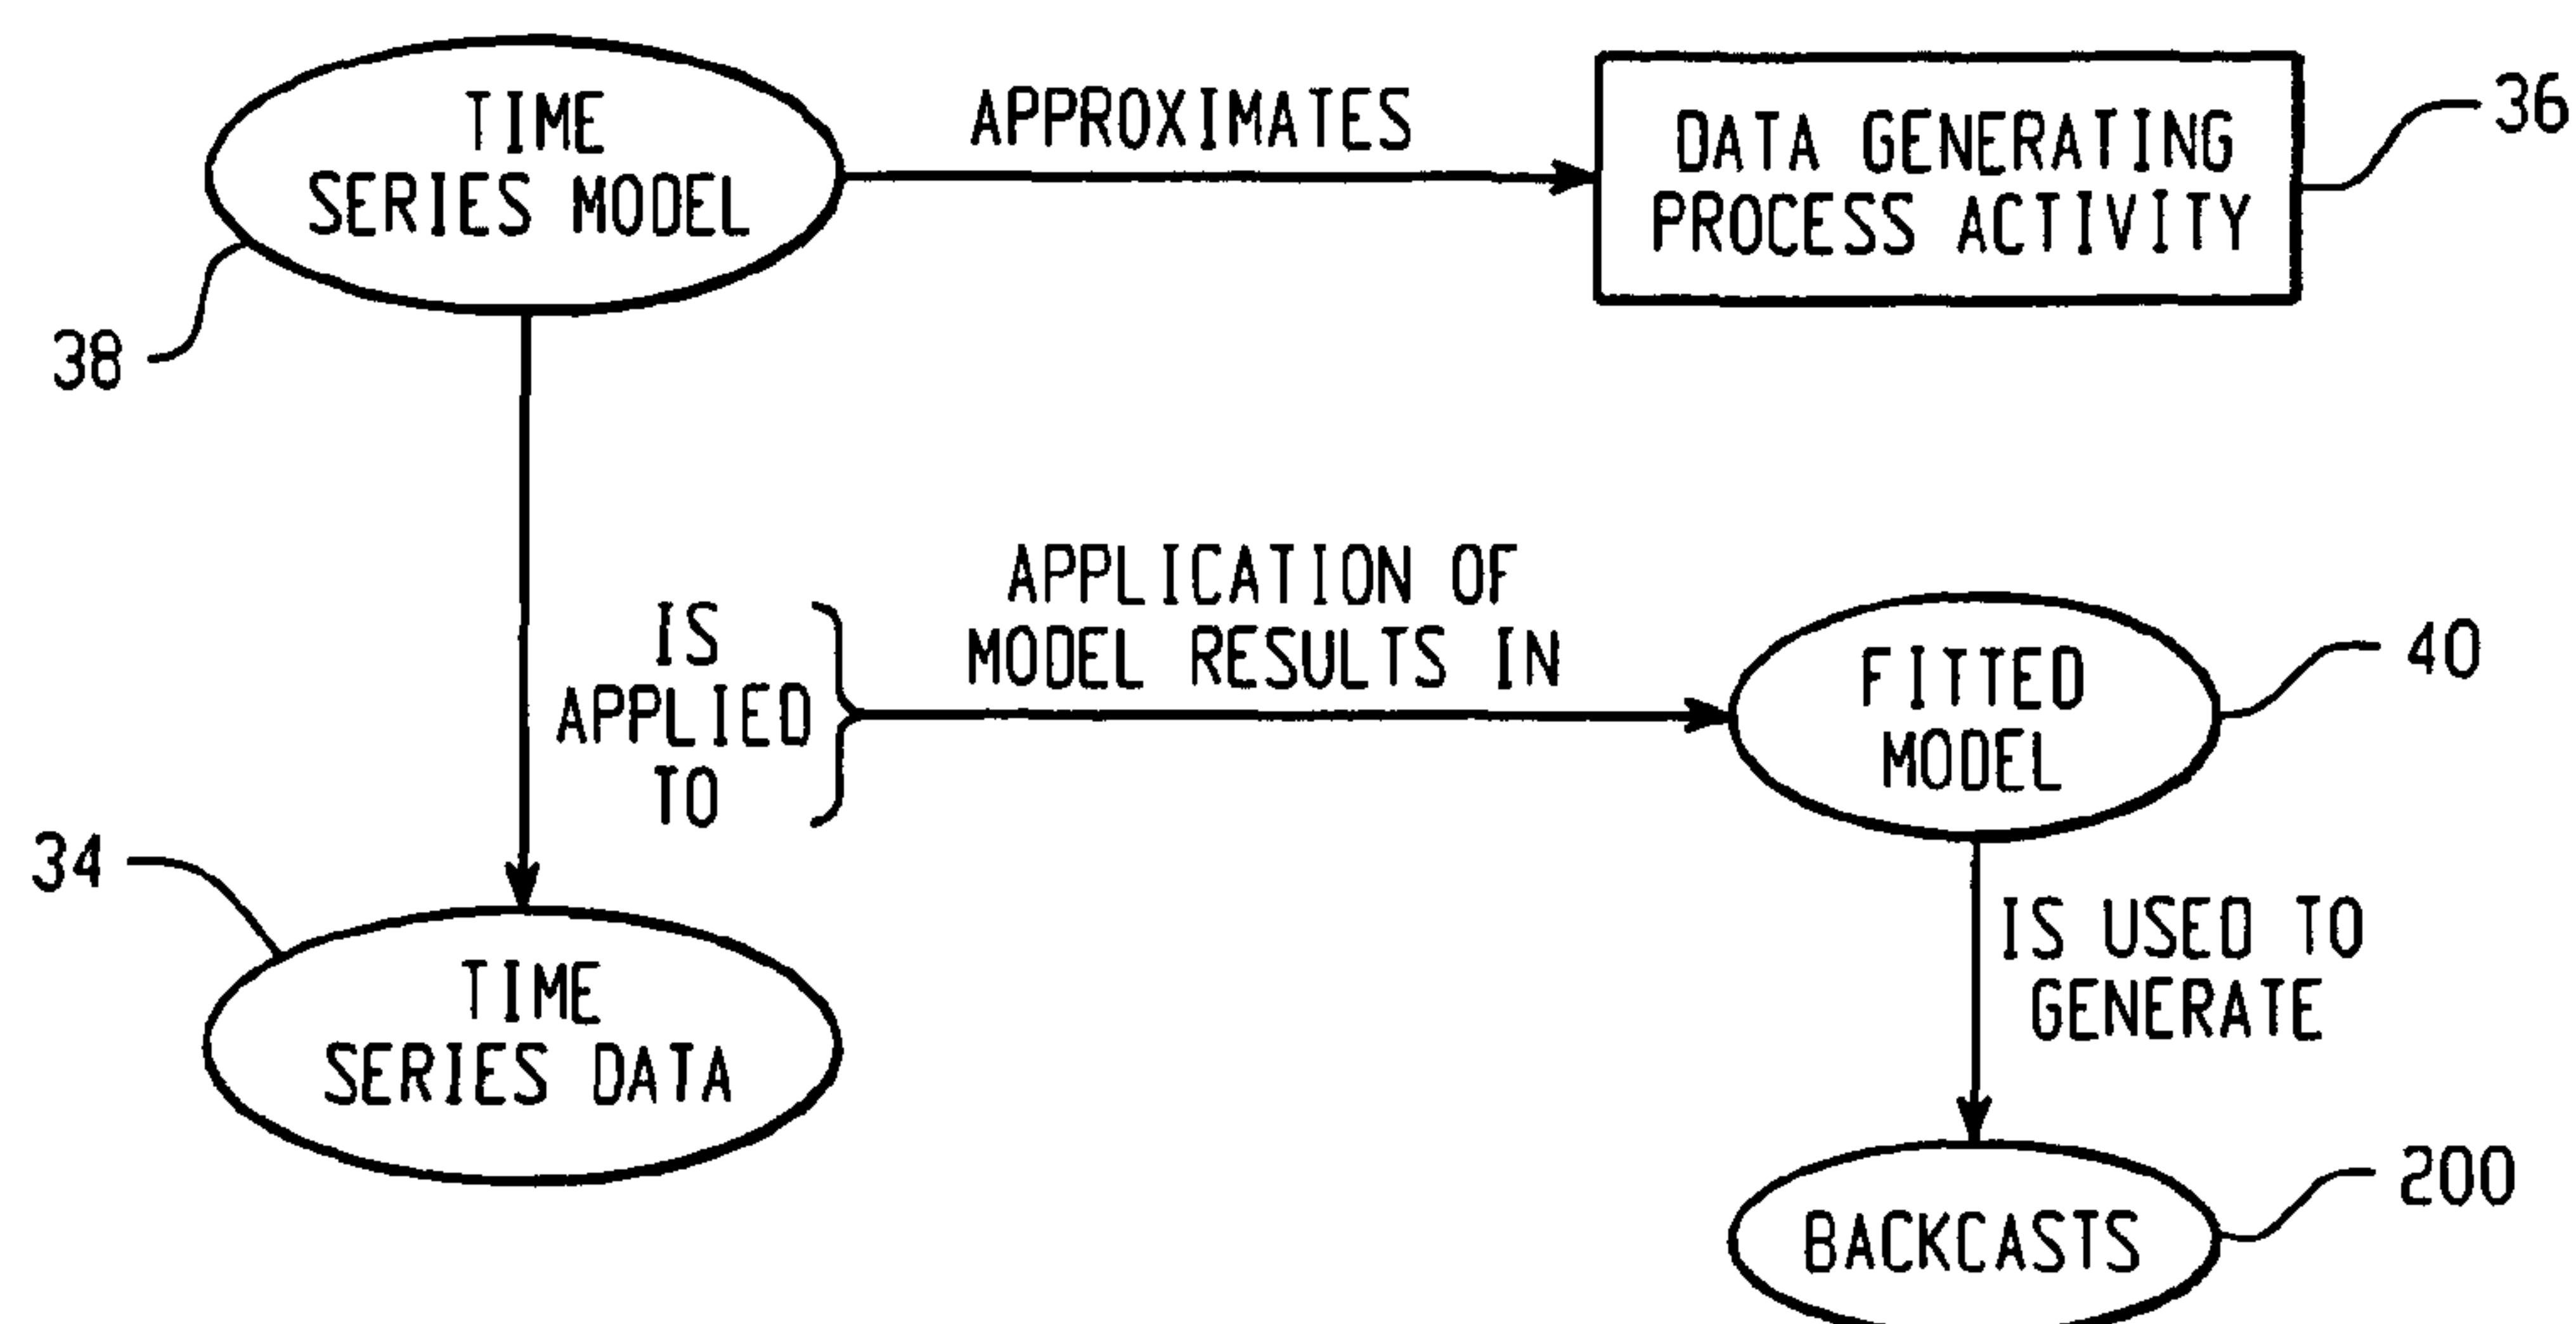 TIME
SERIES MODEL
APPROXIMATES
DATA GENERATING
PROCESS ACTIVITY
36
38
IS
APPLIED
TO
APPLICATION OF
MODEL RESULTS IN
FITTED
MODEL
40
34
TIME
SERIES DATA
IS USED TO
GENERATE
BACKCASTS
200